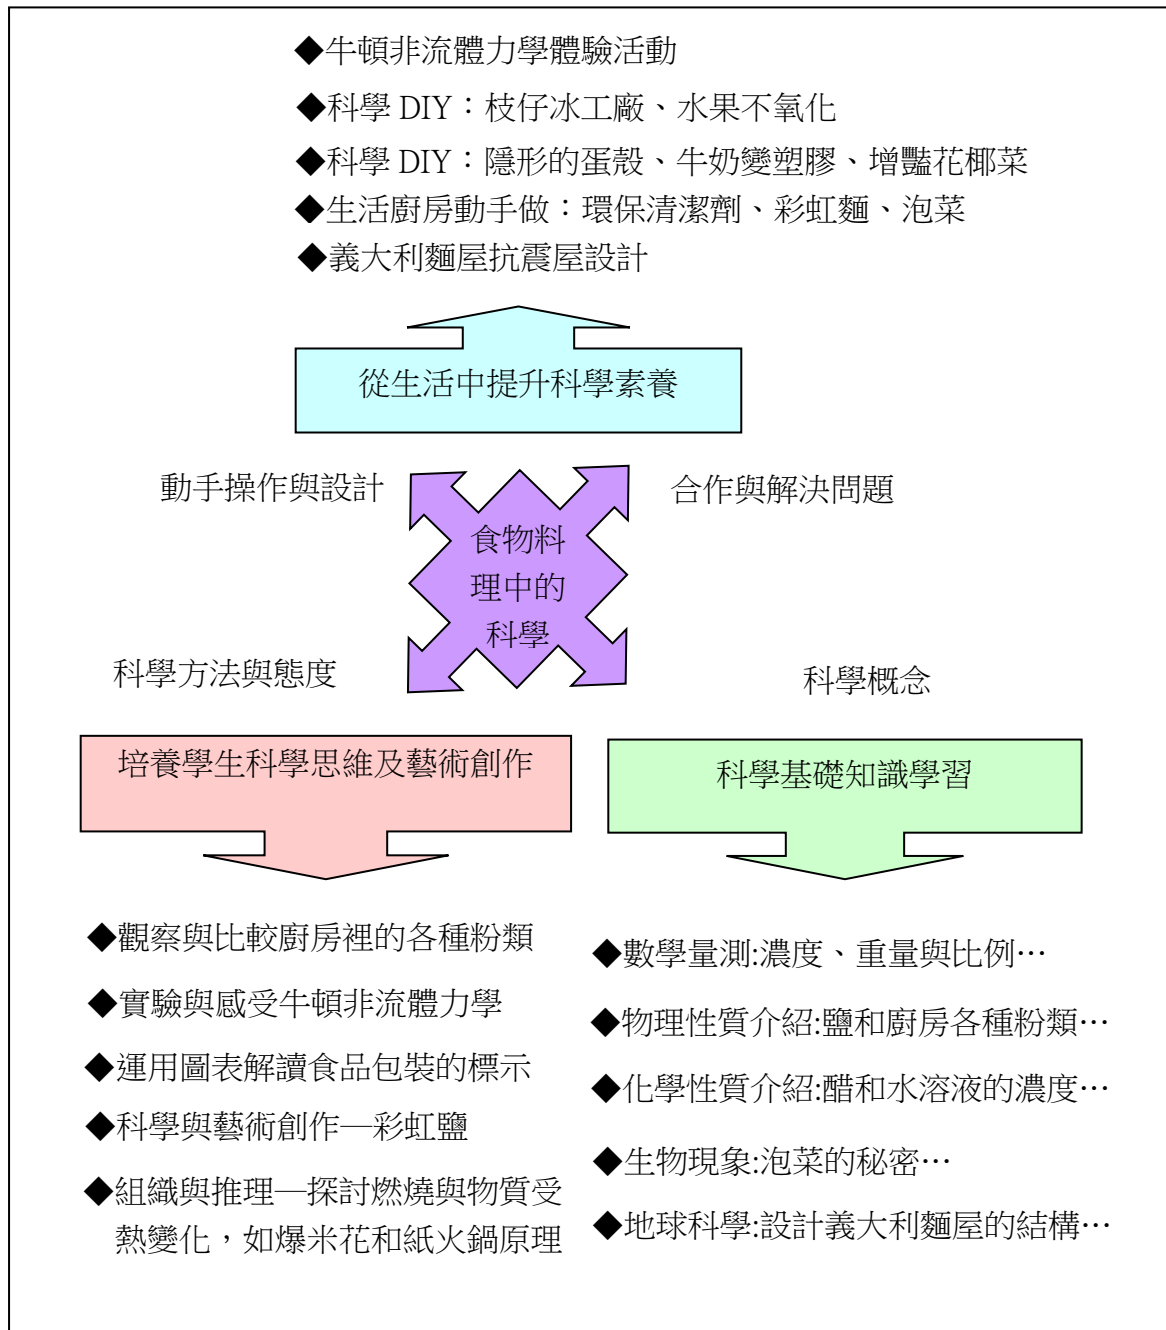 ◆牛頓非流體力學體驗活動
◆科學 DIY：枝仔冰工廠、水果不氧化
◆科學 DIY：隱形的蛋殼、牛奶變塑膠、增豔花椰菜
◆生活廚房動手做：環保清潔劑、彩虹麵、泡菜
◆義大利麵屋抗震屋設計
從生活中提升科學素養
動手操作與設計
合作與解決問題
食物料
理中的
科學
科學方法與態度
科學概念
培養學生科學思維及藝術創作
◆觀察與比較廚房裡的各種粉類
◆實驗與感受牛頓非流體力學
◆運用圖表解讀食品包裝的標示
◆科學與藝術創作─彩虹鹽
◆組織與推理─探討燃燒與物質受
熱變化，如爆米花和紙火鍋原理
科學基礎知識學習
◆數學量測:濃度、重量與比例…
◆物理性質介紹:鹽和廚房各種粉類…
◆化學性質介紹:醋和水溶液的濃度…
◆生物現象:泡菜的秘密…
◆地球科學:設計義大利麵屋的結構…